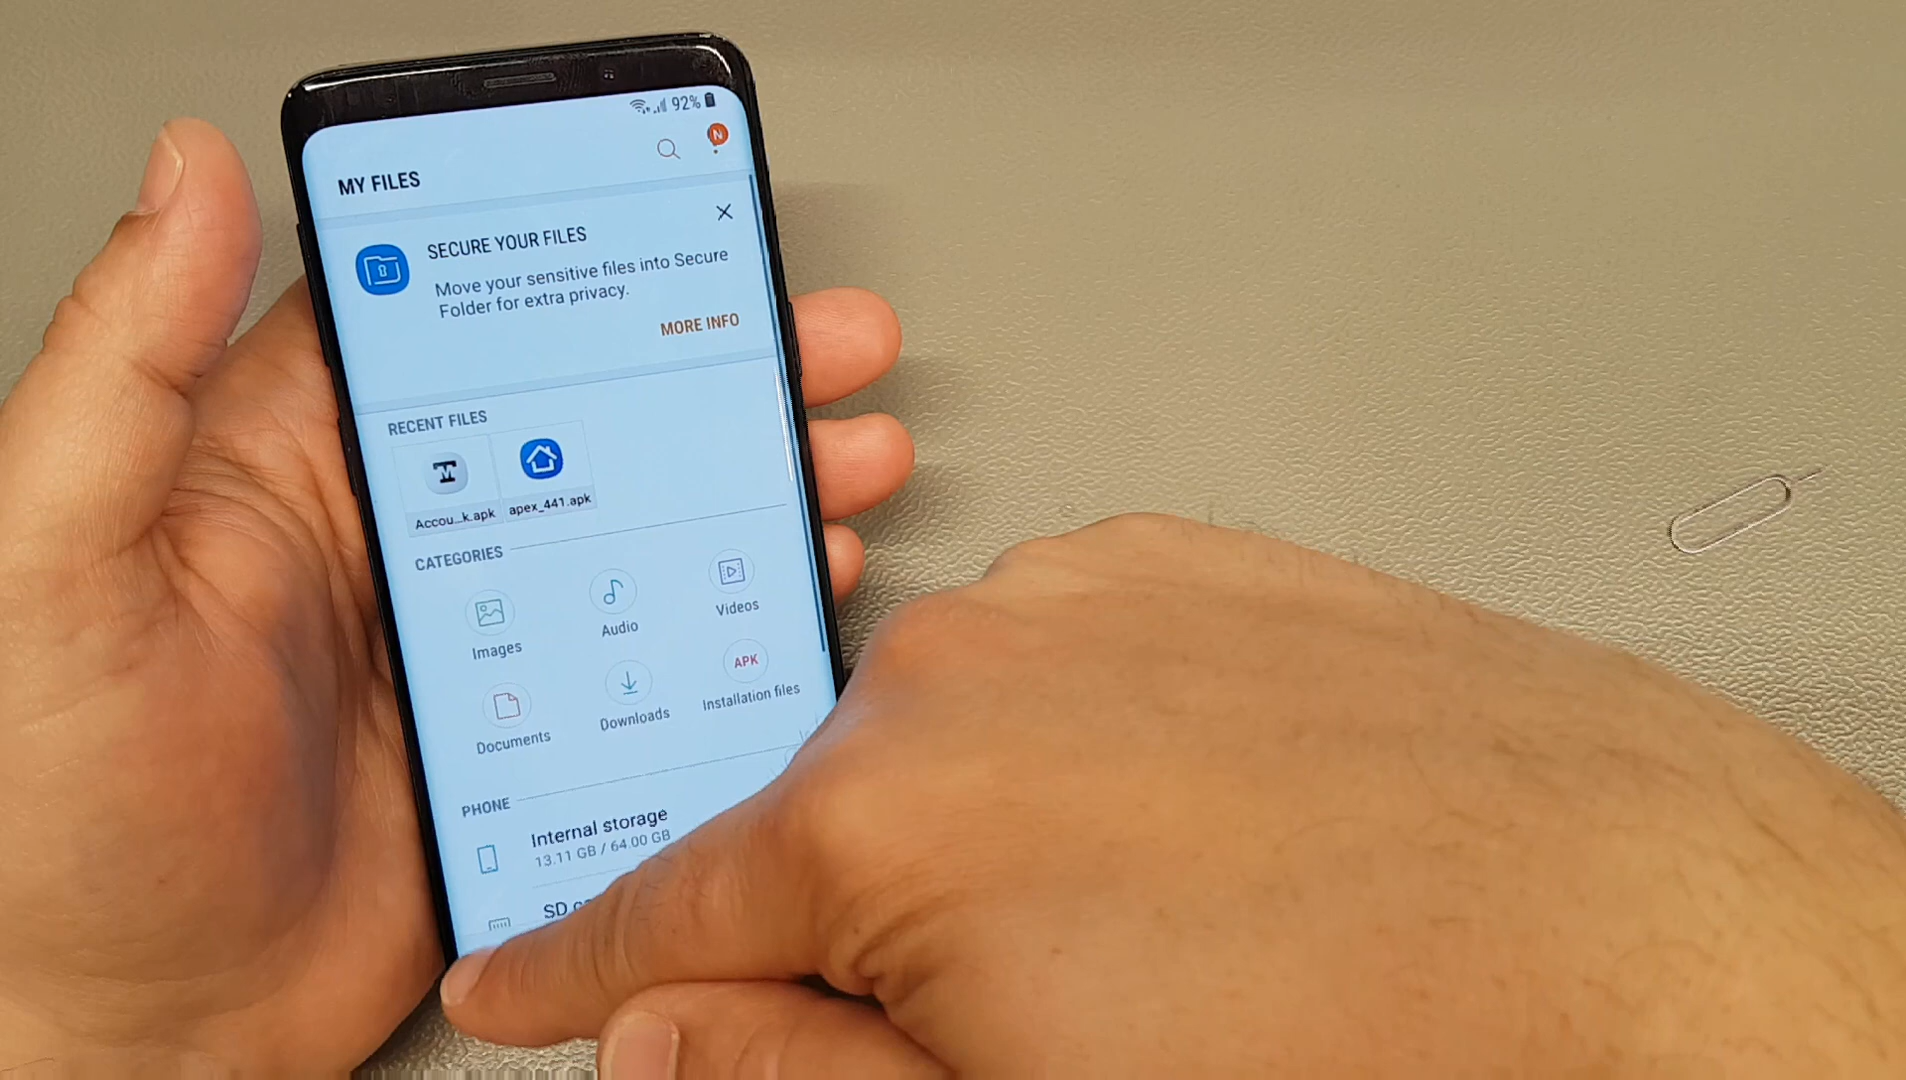 92%
N
MY FILES
SECURE YOUR FILES
Move your sensitive files into Secure
Folder for extra privacy.
MORE INFO
RECENT FILES
Accou...k.apk
apex_441.apk
CATEGORIES
Images
Audio
Videos
Documents
Downloads
APK
Installation files
PHONE
Internal storage
13.11 GB / 64.00 GB
SD